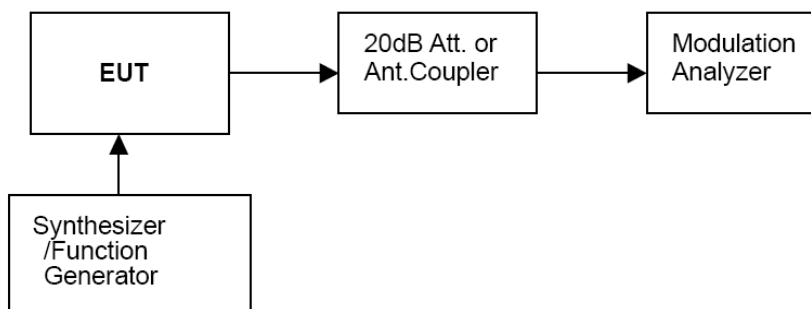 EUT
20dB Att. or
Ant.Coupler
Modulation
Analyzer
Synthesizer
/Function
Generator